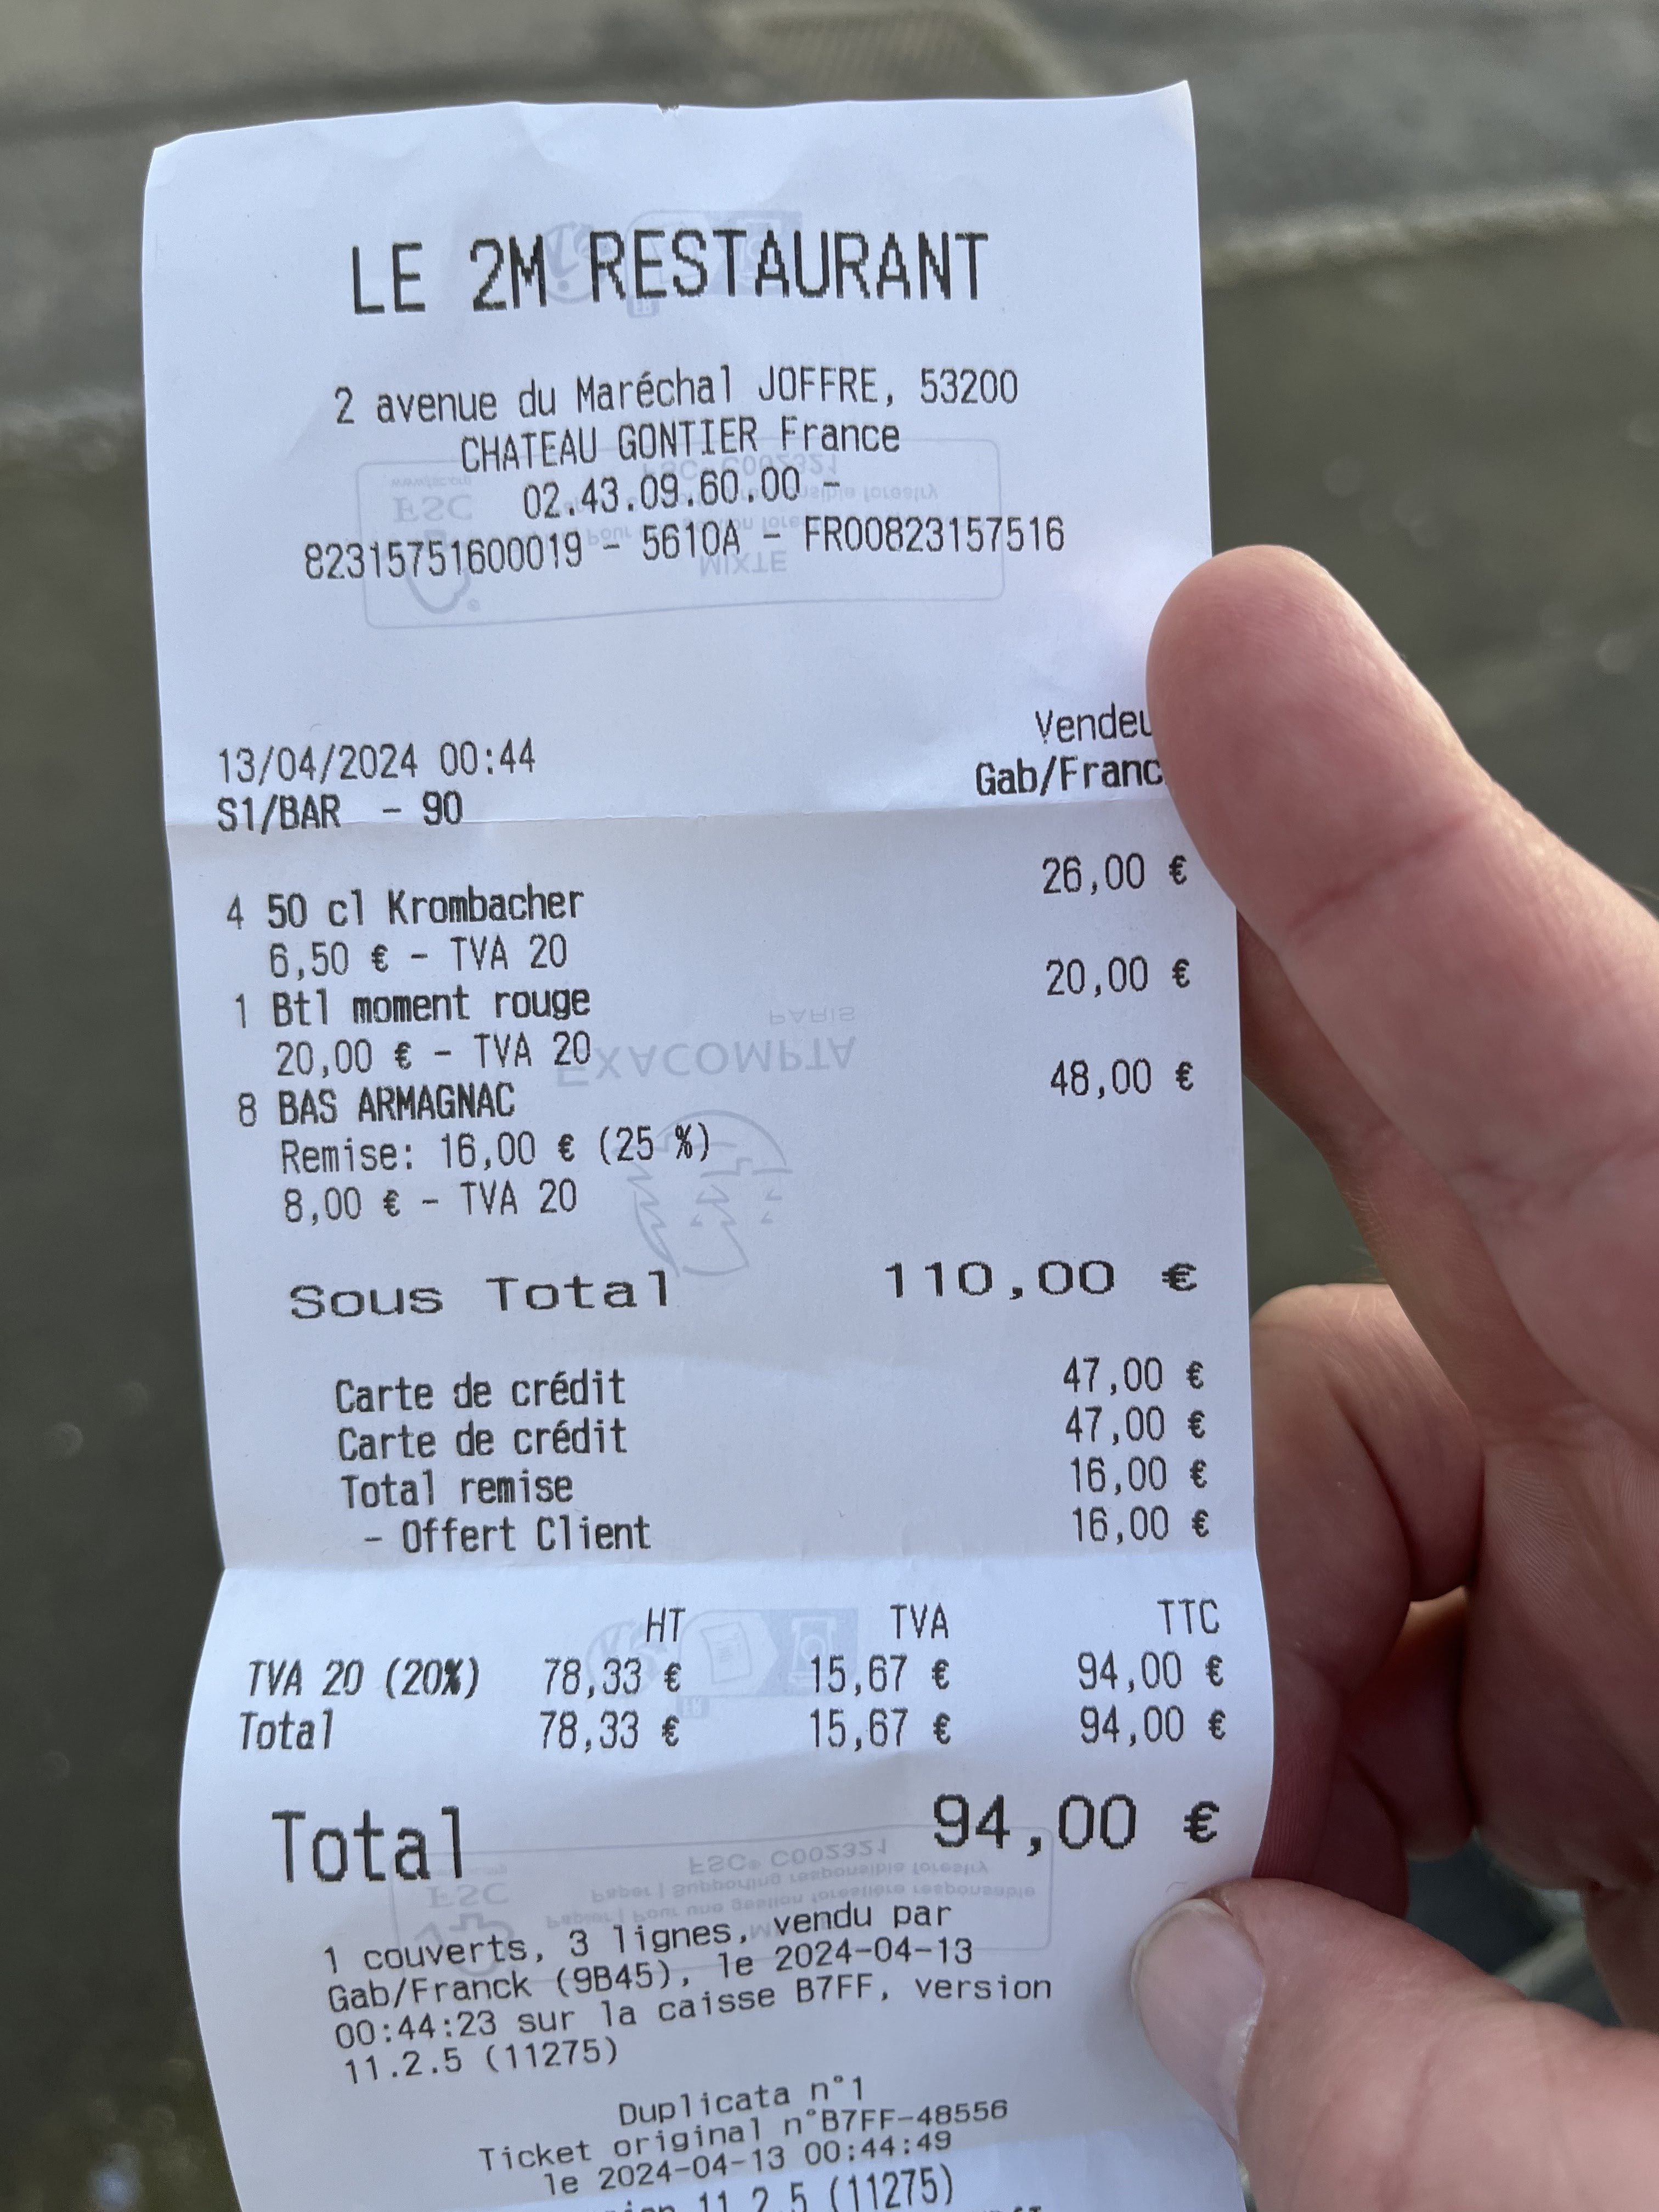 LE 2M RESTAURANT
2 avenue du Maréchal JOFFRE, 53200
CHATEAU GONTIER France
02.43.09.60.00 -
82315751600019 - 5610A - FR00823157516
Vendeu
13/04/2024 00:44 Gab/Franc
S1/BAR - 90
4 50 cl Krombacher 26,00 €
6,50 € - TVA 20
1 Btl moment rouge 20,00 €
20,00 € - TVA 20
8 BAS ARMAGNAC 48,00 €
Remise: 16,00 € (25 %)
8,00 € - TVA 20
Sous Total 110,00 €
Carte de crédit 47,00 €
Carte de crédit 47,00 €
Total remise 16,00 €
- Offert Client 16,00 €
HT TVA TTC
TVA 20 (20%) 78,33 € 15,67 € 94,00 €
Total 78,33 € 15,67 € 94,00 €
Total 94,00 €
1 couverts, 3 lignes, vendu par
Gab/Franck (9B45), le 2024-04-13
00:44:23 sur la caisse B7FF, version
11.2.5 (11275)
Duplicata n°1
Ticket original n°B7FF-48556
le 2024-04-13 00:44:49
11.2.5 (11275)
EXACOMPTA
PARIS